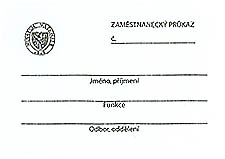 ZAMĚSTNANECKÝ PRŮKAZ
č.
Jméno, příjmení
Funkce
Odbor, oddělení